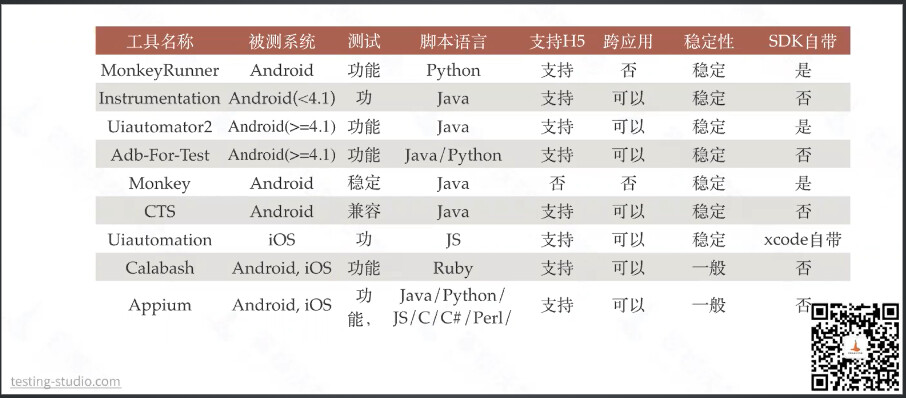 工具名称 被测系统 测试 脚本语言 支持H5 跨应用 稳定性 SDK自带
MonkeyRunner Android 功能 Python 支持 否 稳定 是
Instrumentation Android(<4.1) 功 Java 支持 可以 稳定 否
Uiautomator2 Android(>=4.1) 功能 Java 支持 可以 稳定 是
Adb-For-Test Android(>=4.1) 功能 Java/Python 支持 可以 稳定 否
Monkey Android 稳定 Java 否 否 稳定 是
CTS Android 兼容 Java 支持 可以 稳定 否
Uiautomation iOS 功 JS 支持 可以 稳定 xcode自带
Calabash Android, iOS 功能 Ruby 支持 可以 一般 否
Appium Android, iOS 功能, Java/Python/JS/C/C#/Perl/ 支持 可以 一般 否
testing-studio.com